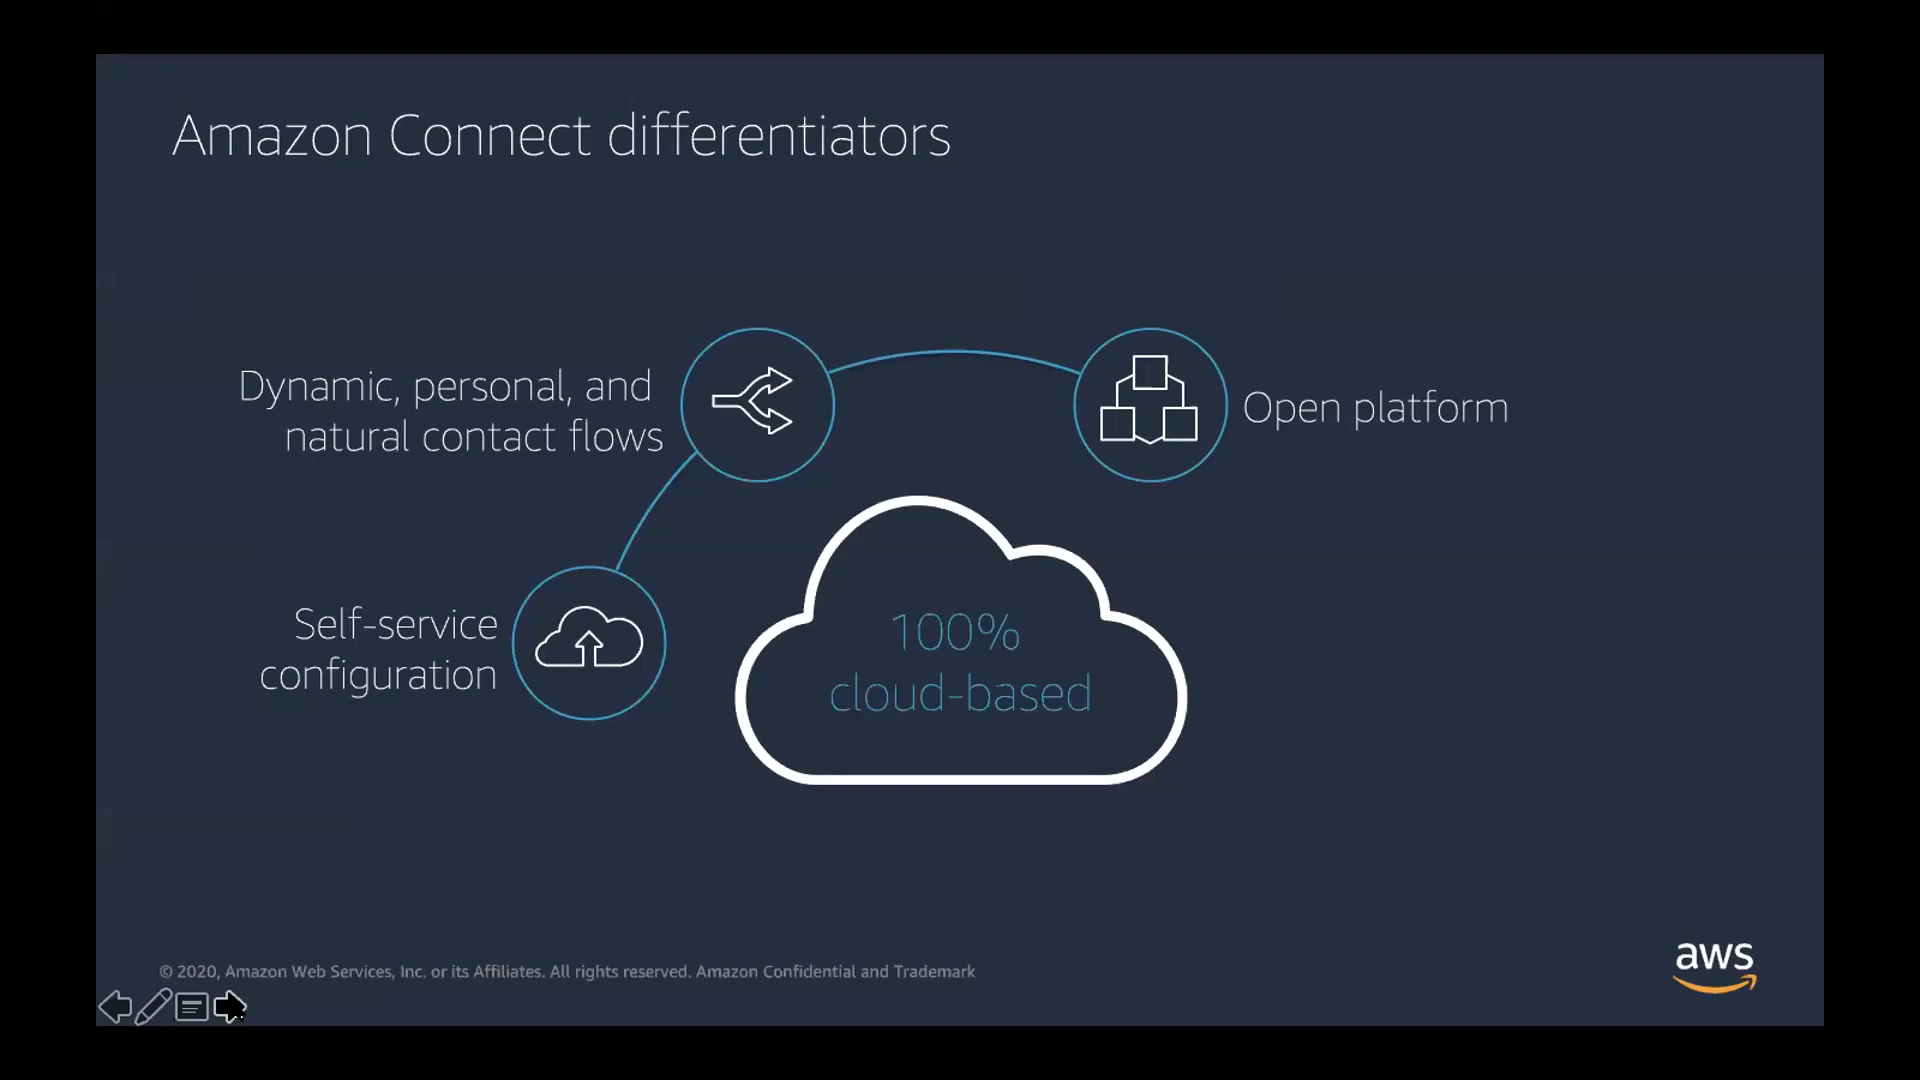 Amazon Connect differentiators
Dynamic, personal, and
natural contact flows
Open platform
Self-service
configuration
100%
cloud-based
© 2020, Amazon Web Services, Inc. or its Affiliates. All rights reserved. Amazon Confidential and Trademark
aws